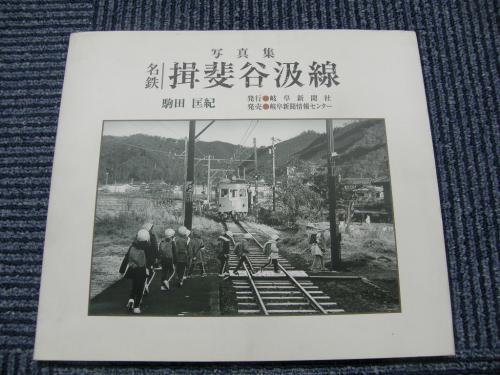 写真集
名鉄
揖斐谷汲線
駒田 匡紀
発行●岐阜新聞社
発売●岐阜新聞情報センター